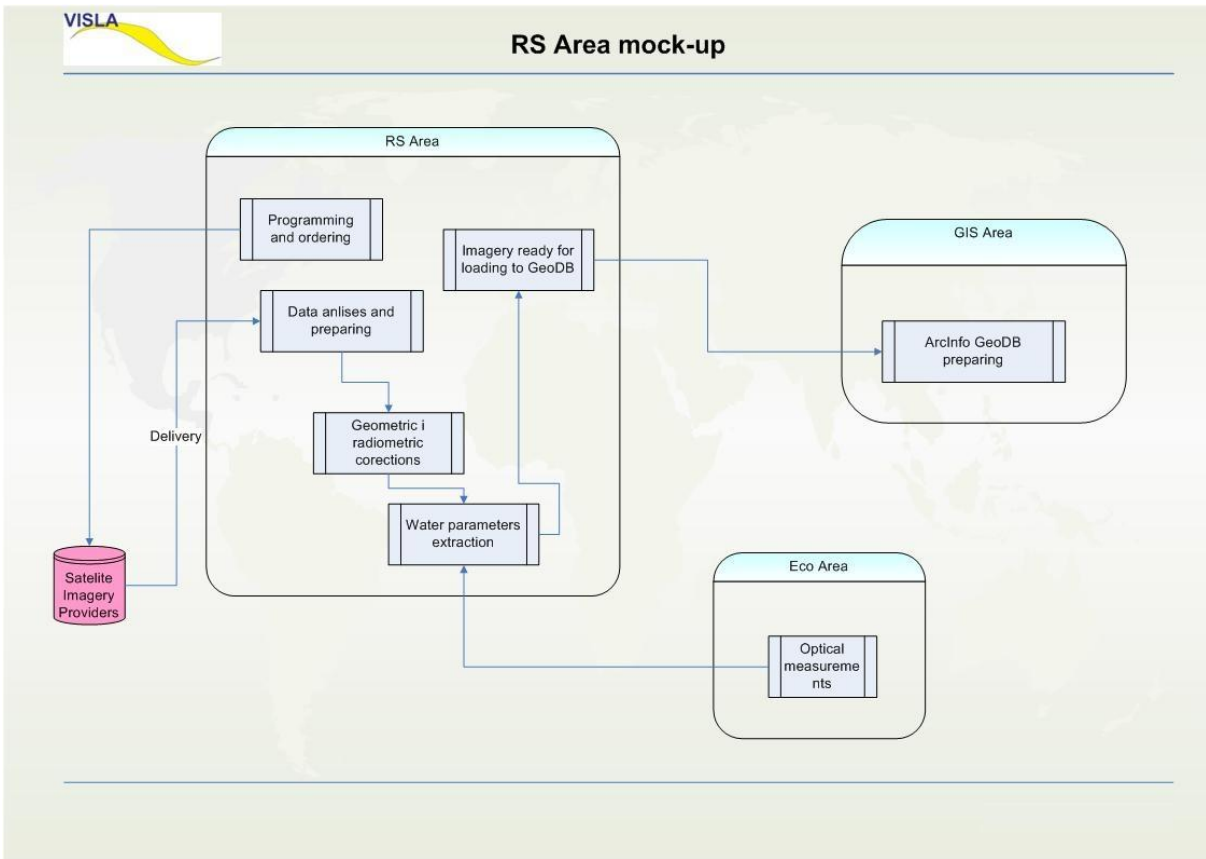 VISLA
RS Area mock-up
RS Area
Programming
and ordering
Imagery ready for
loading to GeoDB
Data anlises and
preparing
Delivery
Geometric i
radiometric
corections
Water parameters
extraction
Satelite
Imagery
Providers
GIS Area
ArcInfo GeoDB
preparing
Eco Area
Optical
measureme
nts